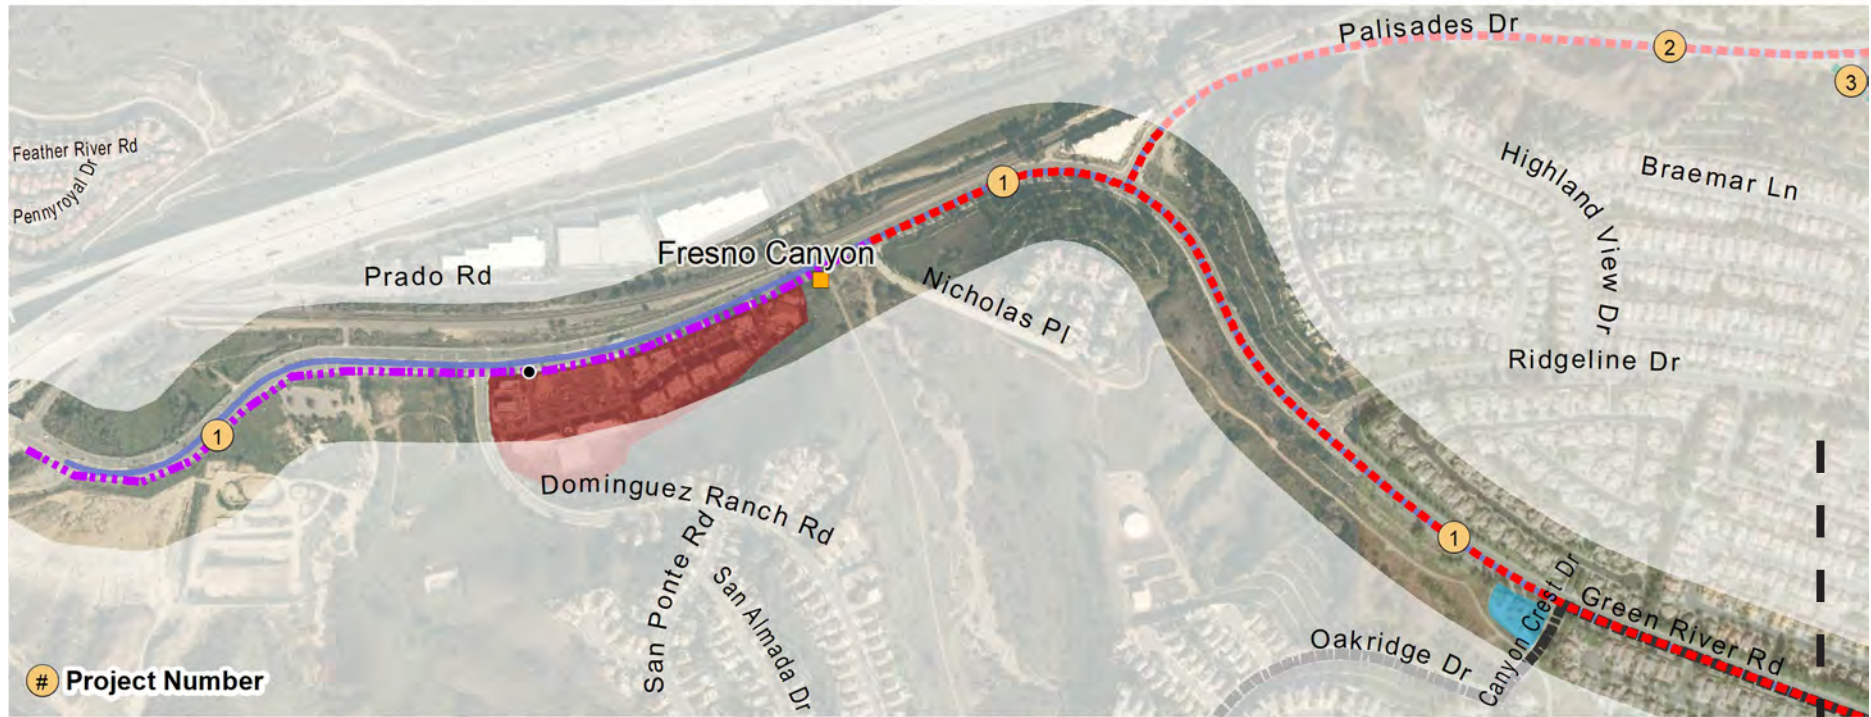 Palisades Dr
2
3
Feather River Rd
Pennyroyal Dr
Highland View Dr
Braemar Ln
1
Fresno Canyon
Prado Rd
Nicholas Pl
Ridgeline Dr
1
Dominguez Ranch Rd
San Ponte Rd
San Almada Dr
1
Canyon Crest Dr
Green River Rd
Oakridge Dr
# Project Number